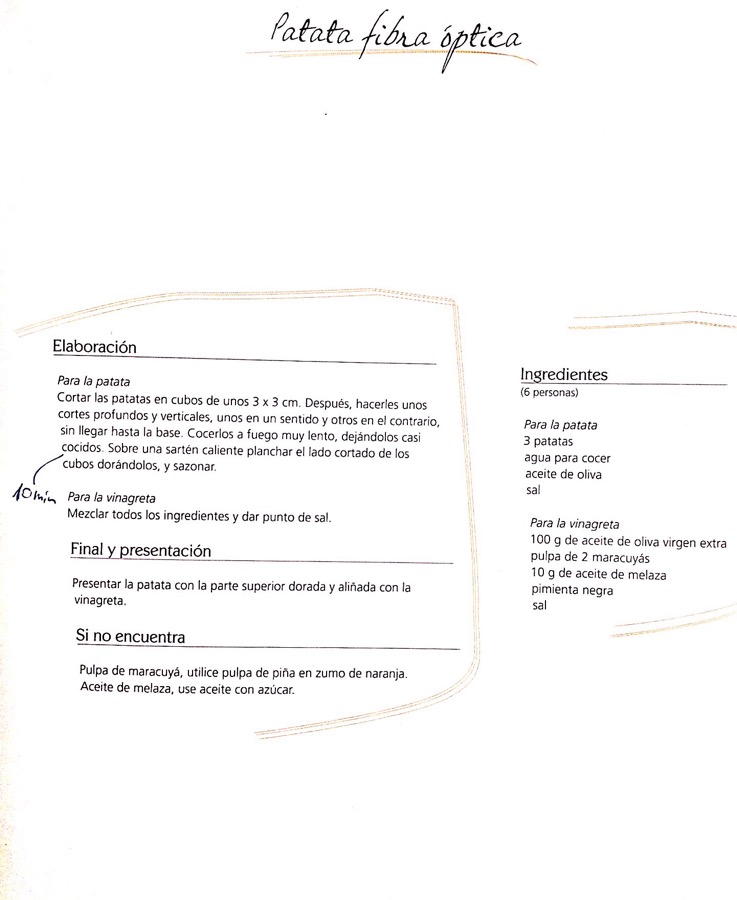 Patata fibra óptica
Elaboración
Para la patata
Cortar las patatas en cubos de unos 3 x 3 cm. Después, hacerles unos
cortes profundos y verticales, unos en un sentido y otros en el contrario,
sin llegar hasta la base. Cocerlos a fuego muy lento, dejándolos casi
cocidos. Sobre una sartén caliente planchar el lado cortado de los
cubos dorándolos, y sazonar.
10 min
Para la vinagreta
Mezclar todos los ingredientes y dar punto de sal.
Final y presentación
Presentar la patata con la parte superior dorada y aliñada con la
vinagreta.
Si no encuentra
Pulpa de maracuyá, utilice pulpa de piña en zumo de naranja.
Aceite de melaza, use aceite con azúcar.
Ingredientes
(6 personas)
Para la patata
3 patatas
agua para cocer
aceite de oliva
sal
Para la vinagreta
100 g de aceite de oliva virgen extra
pulpa de 2 maracuyás
10 g de aceite de melaza
pimienta negra
sal